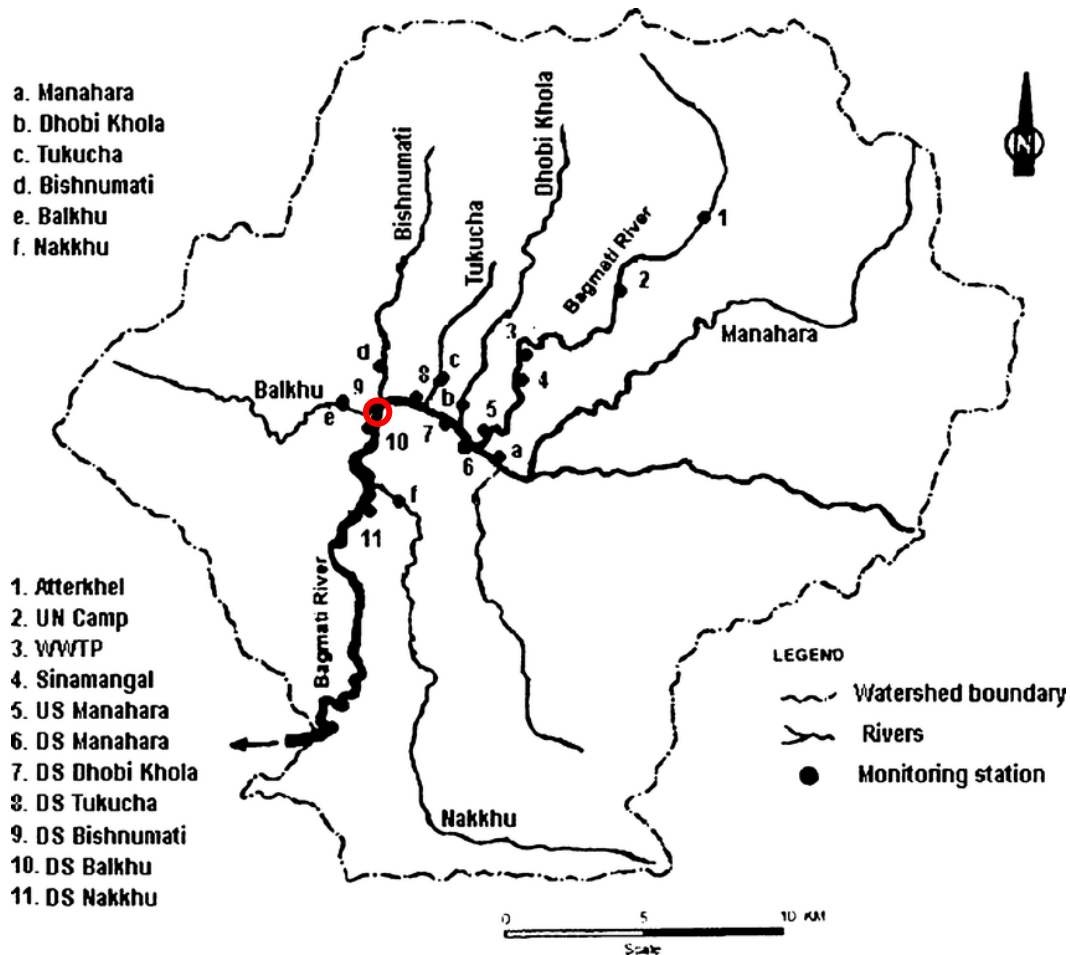 a. Manahara
b. Dhobi Khola
c. Tukucha
d. Bishnumati
e. Balkhu
f. Nakkhu
N
Bishnumati
Tukucha
Dhobi Khola
Bagmati River
1
2
3
4
Manahara
d
c
8
b
5
Balkhu
9
e
10
7
6
a
f
11
Bagmati River
Nakkhu
1. Atterkhel
2. UN Camp
3. WWTP
4. Sinamangal
5. US Manahara
6. DS Manahara
7. DS Dhobi Khola
8. DS Tukucha
9. DS Bishnumati
10. DS Balkhu
11. DS Nakkhu
LEGEND
Watershed boundary
Rivers
Monitoring station
0 5 10 KM
Scale